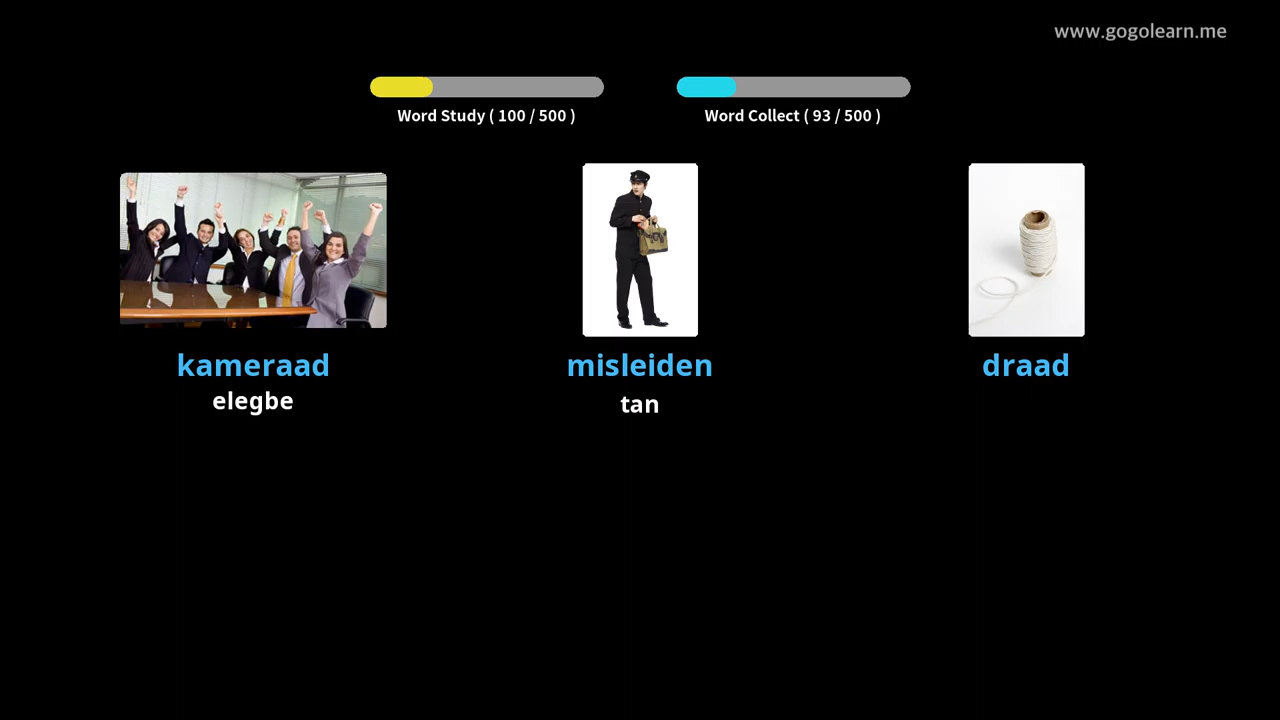 www.gogolearn.me
Word Study ( 100 / 500 )
Word Collect ( 93 / 500 )
kameraad
elegbe
misleiden
tan
draad